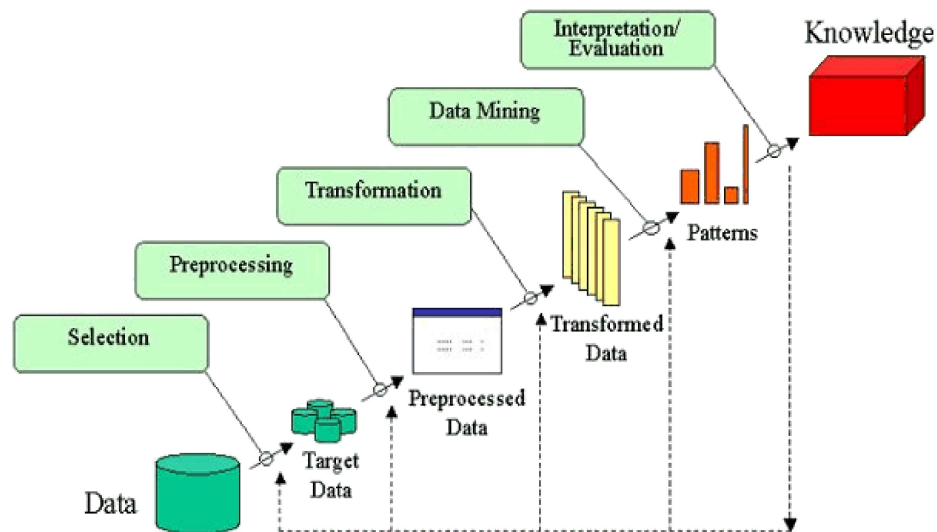 Interpretation/
Evaluation
Knowledge
Data Mining
Transformation
Patterns
Preprocessing
Transformed
Data
Selection
Preprocessed
Data
Target
Data
Data